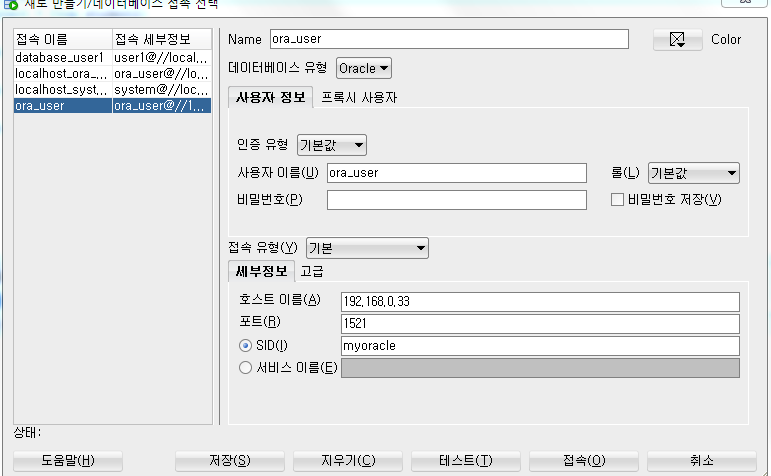 새로 만들기/데이터베이스 접속 선택
접속 이름 접속 세부정보
database_user1 user1@//local...
localhost_ora_... ora_user@//lo...
localhost_syst... system@//loc...
ora_user ora_user@//1...
Name ora_user Color
데이터베이스 유형 Oracle
사용자 정보 프록시 사용자
인증 유형 기본값
사용자 이름(U) ora_user 롤(L) 기본값
비밀번호(P) 비밀번호 저장(V)
접속 유형(Y) 기본
세부정보 고급
호스트 이름(A) 192.168.0.33
포트(R) 1521
SID(I) myoracle
서비스 이름(E)
상태:
도움말(H) 저장(S) 지우기(C) 테스트(T) 접속(O) 취소